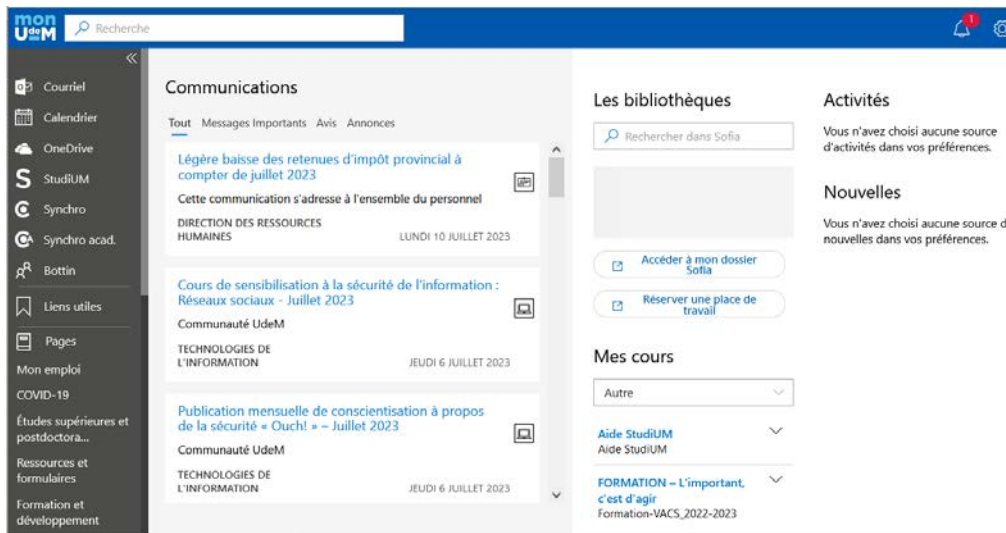 mon
UdeM
Recherche
1
Courriel
Calendrier
OneDrive
StudiUM
Synchro
Synchro acad.
Bottin
Liens utiles
Pages
Mon emploi
COVID-19
Études supérieures et
postdoctora...
Ressources et
formulaires
Formation et
développement
Communications
Tout Messages Importants Avis Annonces
Légère baisse des retenues d'impôt provincial à
compter de juillet 2023
Cette communication s'adresse à l'ensemble du personnel
DIRECTION DES RESSOURCES
HUMAINES LUNDI 10 JUILLET 2023
Cours de sensibilisation à la sécurité de l'information :
Réseaux sociaux - Juillet 2023
Communauté UdeM
TECHNOLOGIES DE
L'INFORMATION JEUDI 6 JUILLET 2023
Publication mensuelle de conscientisation à propos
de la sécurité « Ouch! » – Juillet 2023
Communauté UdeM
TECHNOLOGIES DE
L'INFORMATION JEUDI 6 JUILLET 2023
Les bibliothèques
Rechercher dans Sofia
Accéder à mon dossier
Sofia
Réserver une place de
travail
Mes cours
Autre
Aide StudiUM
Aide StudiUM
FORMATION – L'important,
c'est d'agir
Formation-VACS_2022-2023
Activités
Vous n'avez choisi aucune source
d'activités dans vos préférences.
Nouvelles
Vous n'avez choisi aucune source d
nouvelles dans vos préférences.